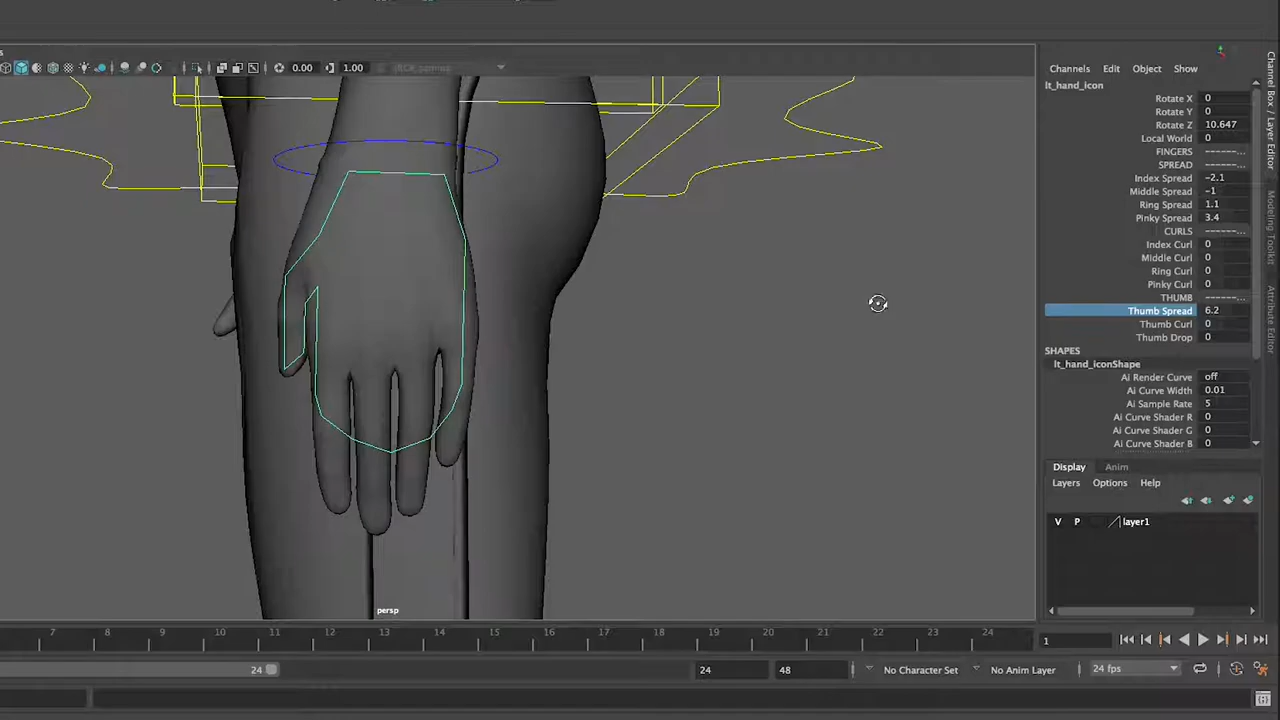 0.00 1.00
Channels Edit Object Show
lt_hand_icon
Rotate X 0
Rotate Y 0
Rotate Z 10.647
Local World 0
FINGERS ------...
SPREAD ------...
Index Spread -2.1
Middle Spread -1
Ring Spread 1.1
Pinky Spread 3.4
CURLS ------...
Index Curl 0
Middle Curl 0
Ring Curl 0
Pinky Curl 0
THUMB ------...
Thumb Spread 6.2
Thumb Curl 0
Thumb Drop 0
SHAPES
lt_hand_iconShape
Ai Render Curve off
Ai Curve Width 0.01
Ai Sample Rate 5
Ai Curve Shader R 0
Ai Curve Shader G 0
Ai Curve Shader B 0
Channel Box / Layer Editor
Modeling Toolkit
Attribute Editor
Display Anim
Layers Options Help
V P layer1
persp
7 8 9 10 11 12 13 14 15 16 17 18 19 20 21 22 23 24 1
24 24 48 No Character Set No Anim Layer 24 fps